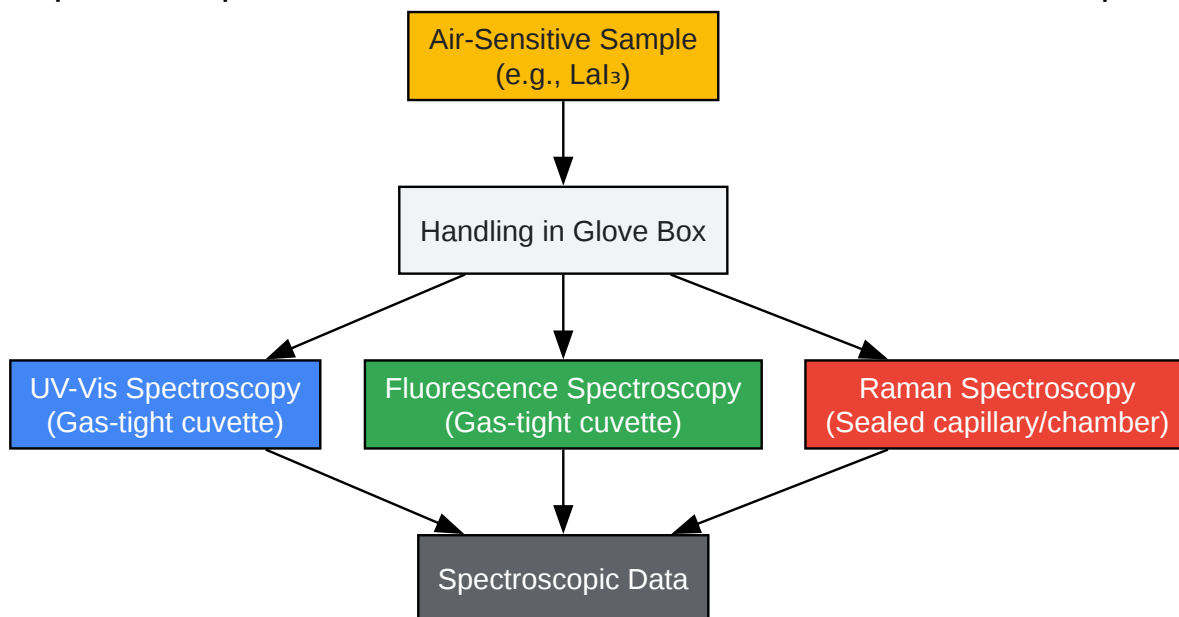 Air-Sensitive Sample
(e.g., LaI₃)
Handling in Glove Box
UV-Vis Spectroscopy
(Gas-tight cuvette)
Fluorescence Spectroscopy
(Gas-tight cuvette)
Raman Spectroscopy
(Sealed capillary/chamber)
Spectroscopic Data